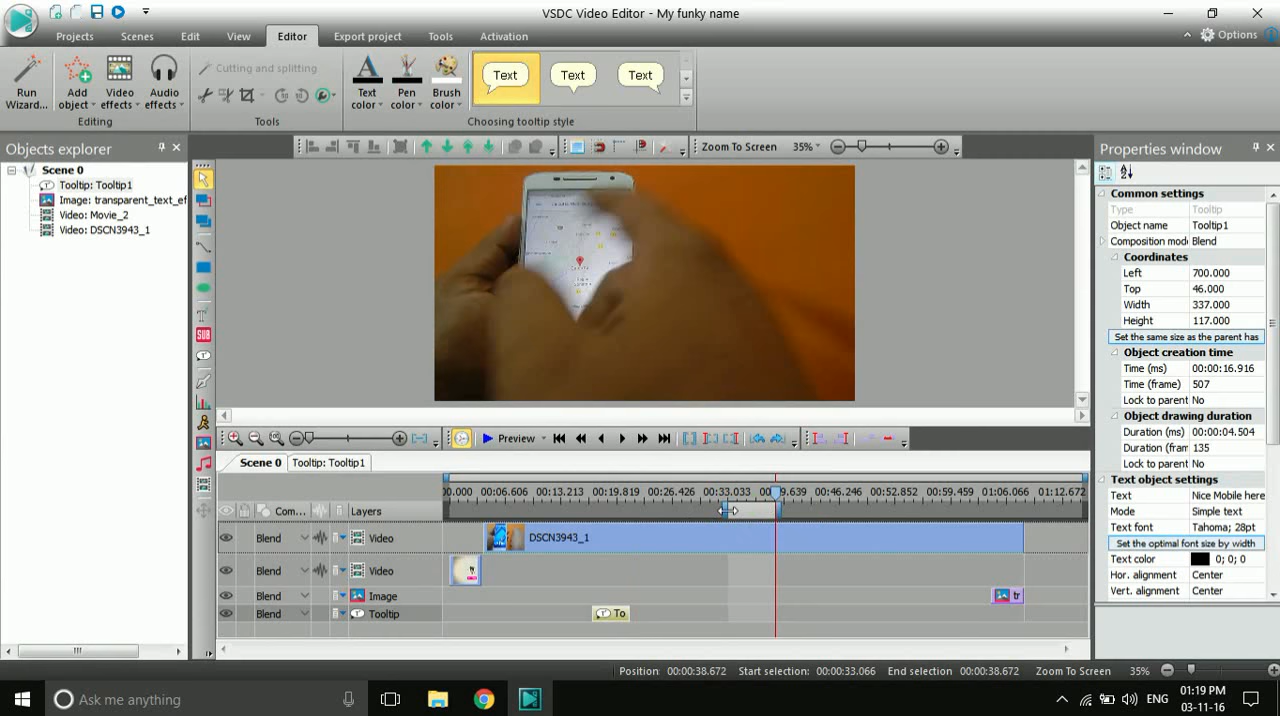 VSDC Video Editor - My funky name
Projects Scenes Edit View Editor Export project Tools Activation Options
Run Wizard... Add object Video effects Audio effects Cutting and splitting Text color Pen color Brush color Text Text Text
Editing Tools Choosing tooltip style
Objects explorer Zoom To Screen 35% Properties window
Scene 0
Tooltip: Tooltip1
Image: transparent_text_ef
Video: Movie_2
Video: DSCN3943_1
SUB
Common settings
Type Tooltip
Object name Tooltip1
Composition mode Blend
Coordinates
Left 700.000
Top 46.000
Width 337.000
Height 117.000
Set the same size as the parent has
Object creation time
Time (ms) 00:00:16.916
Time (frame) 507
Lock to parent No
Object drawing duration
Duration (ms) 00:00:04.504
Duration (fram 135
Lock to parent No
Text object settings
Text Nice Mobile here
Mode Simple text
Text font Tahoma; 28pt
Set the optimal font size by width
Text color 0; 0; 0
Hor. alignment Center
Vert. alignment Center
Preview
Scene 0 Tooltip: Tooltip1
00.000 00:06.606 00:13.213 00:19.819 00:26.426 00:33.033 9.639 00:46.246 00:52.852 00:59.459 01:06.066 01:12.672
Com... Layers
Blend Video DSCN3943_1
Blend Video
Blend Image tr
Blend Tooltip To
Position: 00:00:38.672 Start selection: 00:00:33.066 End selection: 00:00:38.672 Zoom To Screen 35%
Ask me anything ENG 01:19 PM
03-11-16